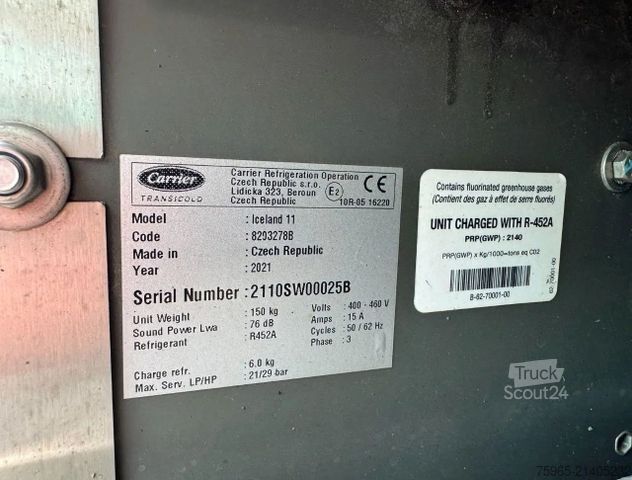 Carrier
TRANSICOLD
Carrier Refrigeration Operation
Czech Republic s.r.o.
Lidicka 323, Beroun
Czech Republic
E2
CE
10R-05 16220
Model : Iceland 11
Code : 8293278B
Made in : Czech Republic
Year : 2021
Serial Number : 2110SW00025B
Unit Weight : 150 kg Volts : 400 - 460 V
Sound Power Lwa : 76 dB Amps : 15 A
Refrigerant : R452A Cycles : 50 / 62 Hz
Phase : 3
Charge refr. : 6.0 kg
Max. Serv. LP/HP : 21/29 bar
Contains fluorinated greenhouse gases
(Contient des gaz à effet de serre fluorés)
UNIT CHARGED WITH R-452A
PRP(GWP) : 2140
PRP(GWP) x Kg/1000=tons eq CO2
8-62-70001-00
Truck
Scout24